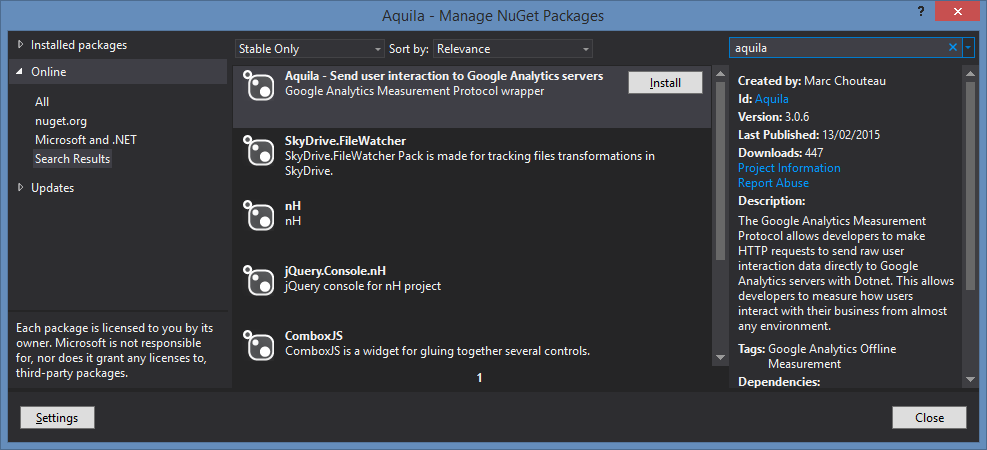 Aquila - Manage NuGet Packages
?
Installed packages
Online
All
nuget.org
Microsoft and .NET
Search Results
Updates
Each package is licensed to you by its
owner. Microsoft is not responsible
for, nor does it grant any licenses to,
third-party packages.
Stable Only
Sort by: Relevance
Aquila - Send user interaction to Google Analytics servers
Google Analytics Measurement Protocol wrapper
Install
SkyDrive.FileWatcher
SkyDrive.FileWatcher Pack is made for tracking files transformations in
SkyDrive.
nH
nH
jQuery.Console.nH
jQuery console for nH project
ComboxJS
ComboxJS is a widget for gluing together several controls.
1
aquila
Created by: Marc Chouteau
Id: Aquila
Version: 3.0.6
Last Published: 13/02/2015
Downloads: 447
Project Information
Report Abuse
Description:
The Google Analytics Measurement
Protocol allows developers to make
HTTP requests to send raw user
interaction data directly to Google
Analytics servers with Dotnet. This allows
developers to measure how users
interact with their business from almost
any environment.
Tags: Google Analytics Offline
Measurement
Dependencies:
Settings
Close